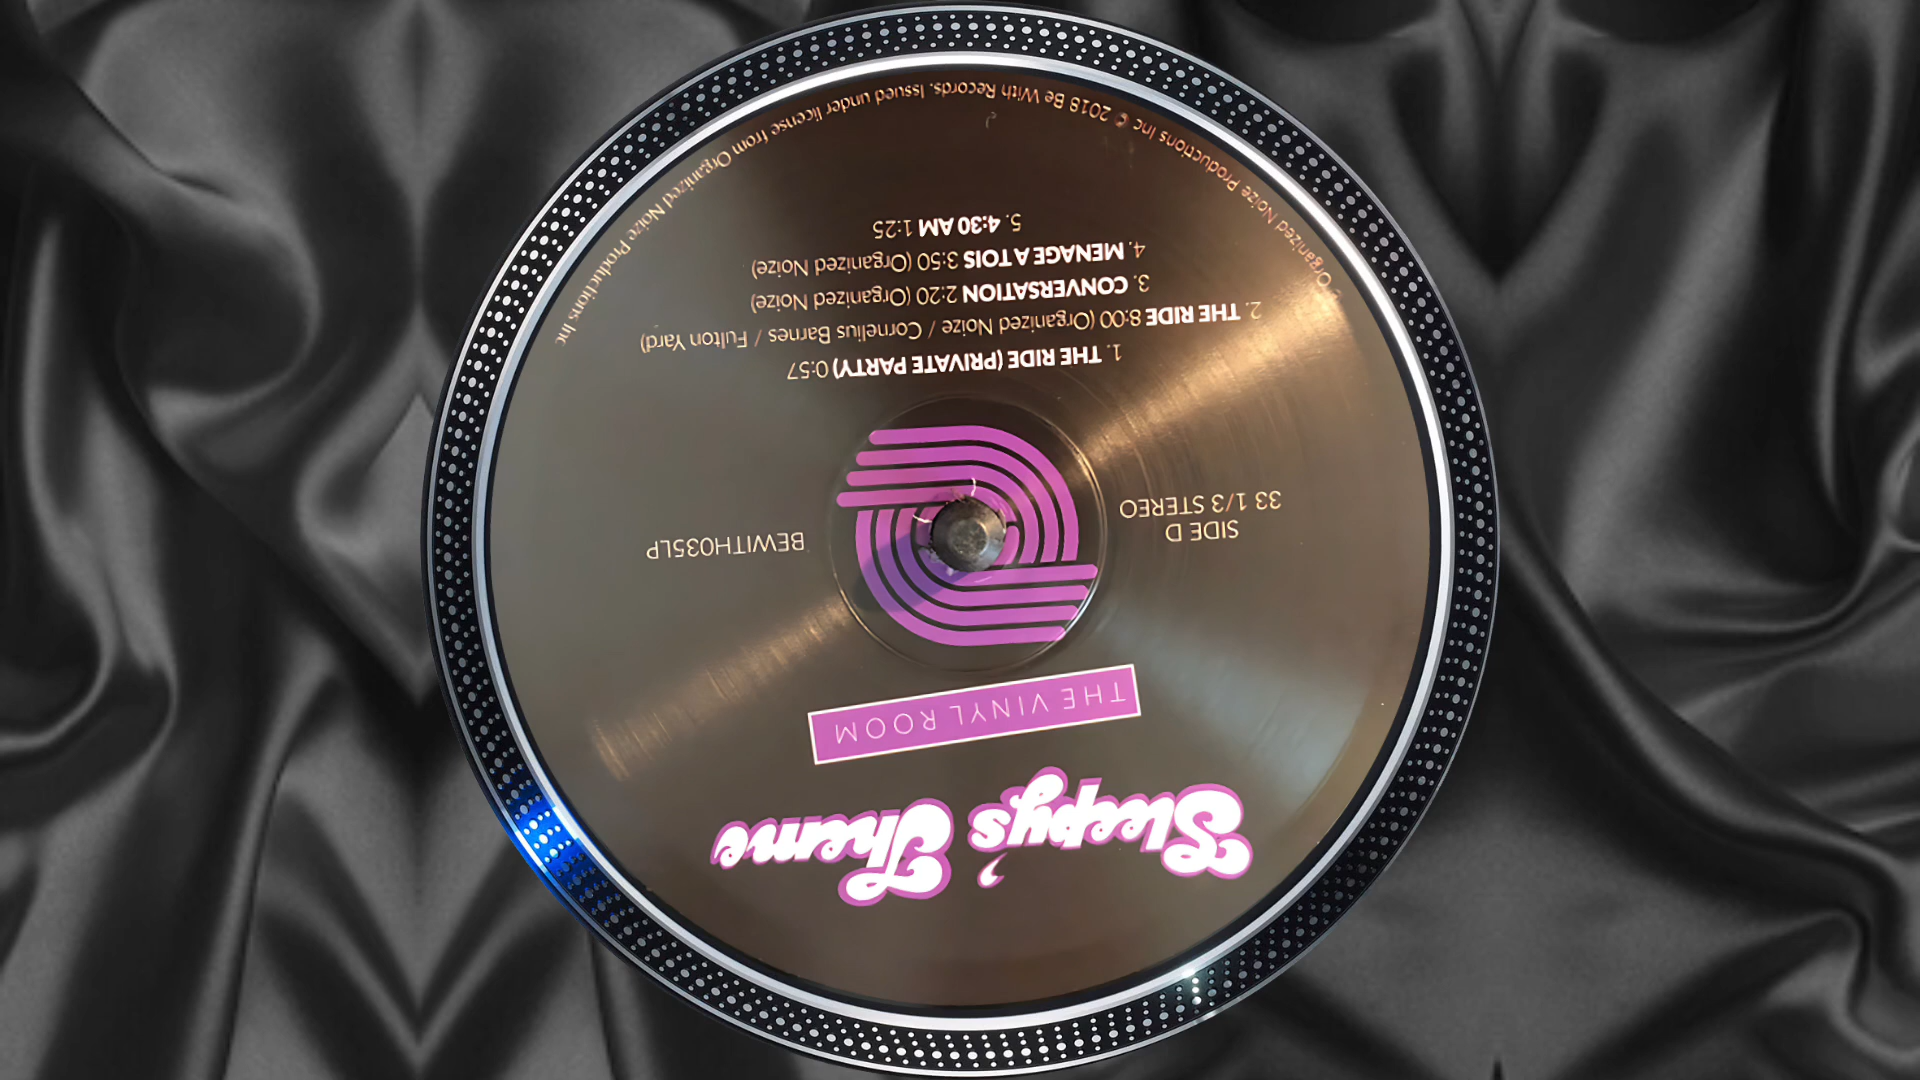 Sleepy's Theme
THE VINYL ROOM
SIDE D
33 1/3 STEREO
BEWITH035LP
1. THE RIDE (PRIVATE PARTY) 0:57
2. THE RIDE 8:00 (Organized Noize / Cornelius Barnes / Fulton Yard)
3. CONVERSATION 2:20 (Organized Noize)
4. MENAGE A TOIS 3:50 (Organized Noize)
5. 4:30 AM 1:25
Organized Noize Productions Inc © 2018 Be With Records. Issued under license from Organized Noize Productions Inc